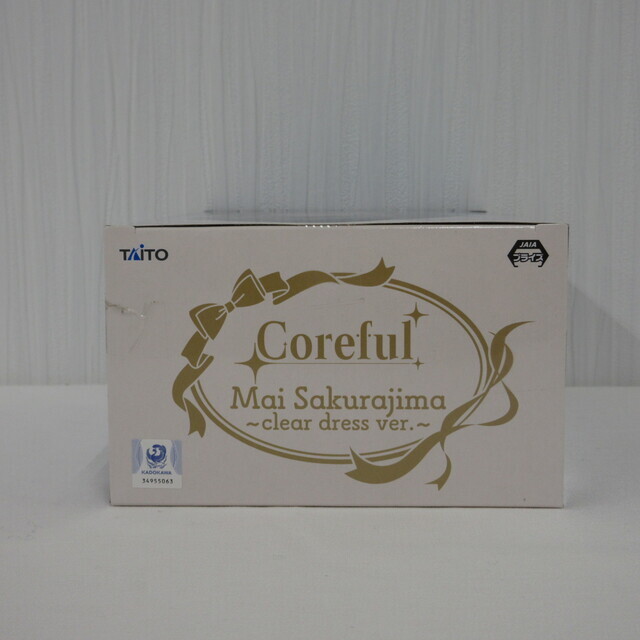 TAITO
JAIA
プライズ
Coreful
Mai Sakurajima
~clear dress ver.~
KADOKAWA
34955063